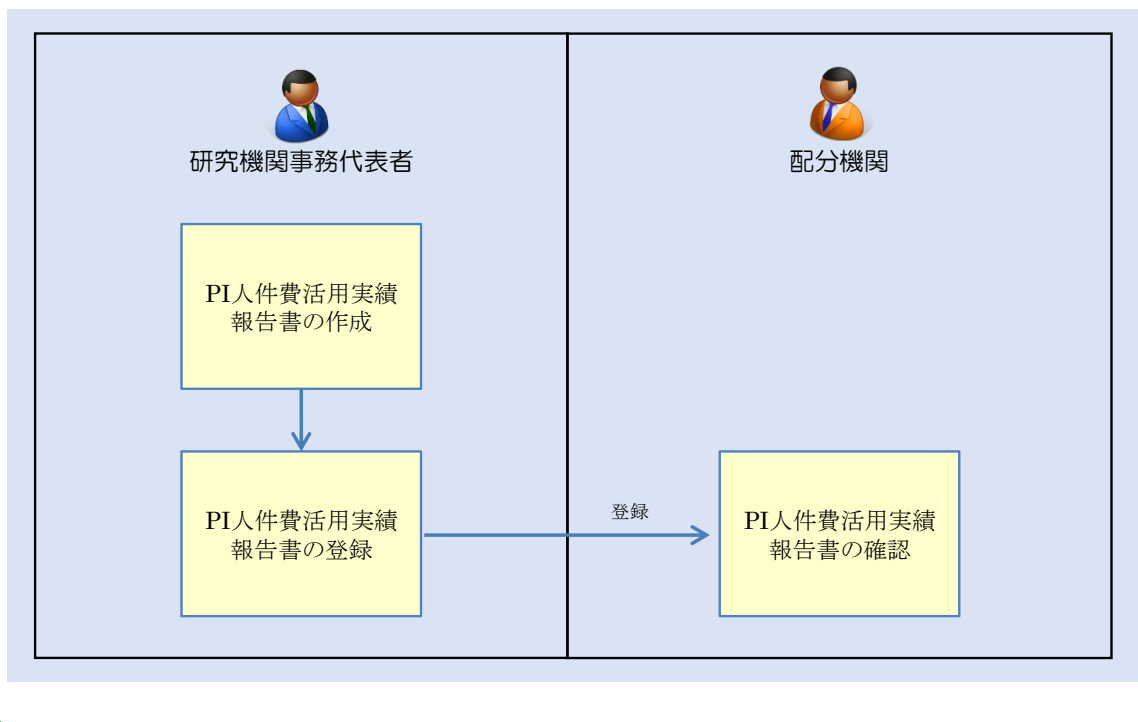 研究機関事務代表者
配分機関
PI人件費活用実績
報告書の作成
PI人件費活用実績
報告書の登録
登録
PI人件費活用実績
報告書の確認